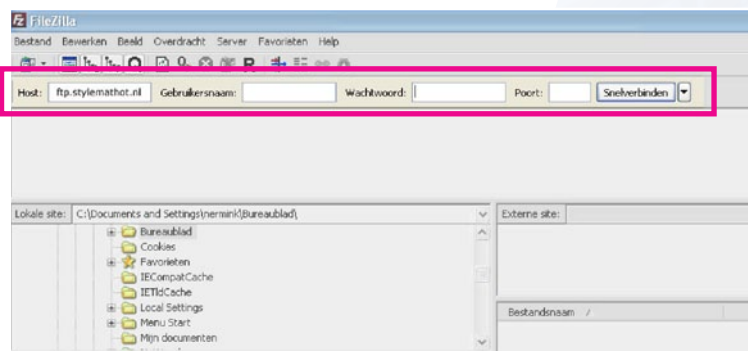 FileZilla
Bestand Bewerken Beeld Overdracht Server Favorieten Help
Host: ftp.stylemathot.nl Gebruikersnaam: Wachtwoord: Poort: Snelverbinden
Lokale site: C:\Documents and Settings\nermink\Bureaublad\
Externe site:
Bureaublad
Cookies
Favorieten
IECompatCache
IETldCache
Local Settings
Menu Start
Mijn documenten
Bestandsnaam /